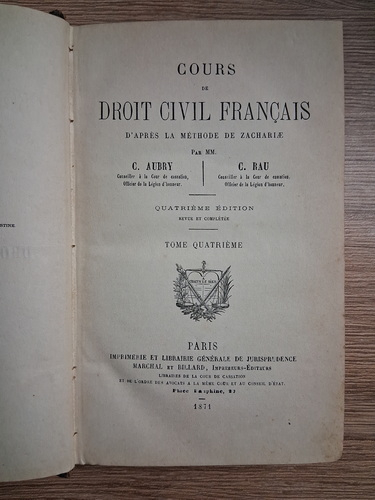 COURS
DE
DROIT CIVIL FRANÇAIS
D'APRÈS LA MÉTHODE DE ZACHARIÆ
PAR MM.
C. AUBRY
Conseiller à la Cour de cassation,
Officier de la Légion d'honneur.
C. RAU
Conseiller à la Cour de cassation,
Officier de la Légion d'honneur.
QUATRIÈME ÉDITION
REVUE ET COMPLÉTÉE
TOME QUATRIÈME
PARIS
IMPRIMERIE ET LIBRAIRIE GÉNÉRALE DE JURISPRUDENCE
MARCHAL ET BILLARD, IMPRIMEURS-ÉDITEURS
LIBRAIRES DE LA COUR DE CASSATION
ET DE L'ORDRE DES AVOCATS A LA MÊME COUR ET AU CONSEIL D'ÉTAT.
Place Dauphine, 27
1871